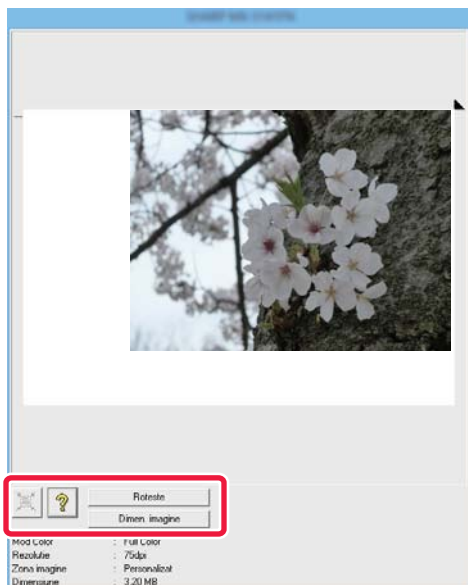 ?
Roteste
Dimen. imagine
Mod Color : Full Color
Rezolutie : 75dpi
Zona imagine : Personalizat
Dimensiune : 3.20 MB